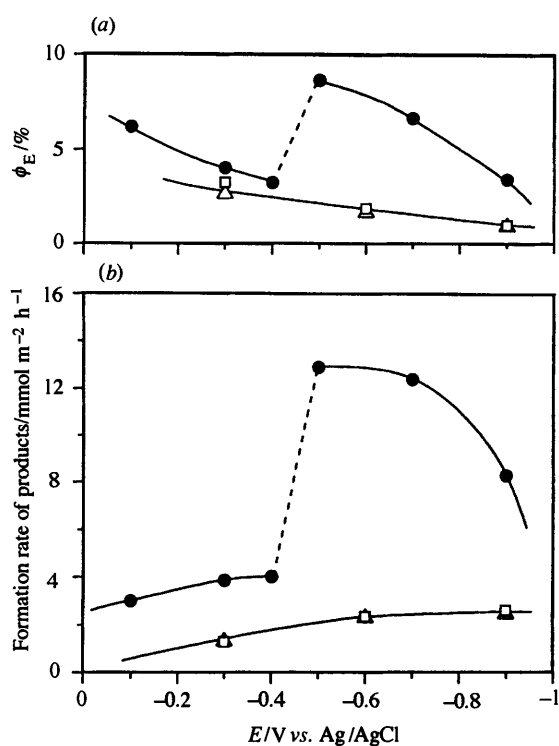 (a)
10
5
0
ϕE/%
(b)
16
12
8
4
0
Formation rate of products/mmol m⁻² h⁻¹
0 −0.2 −0.4 −0.6 −0.8 −1
E/V vs. Ag/AgCl